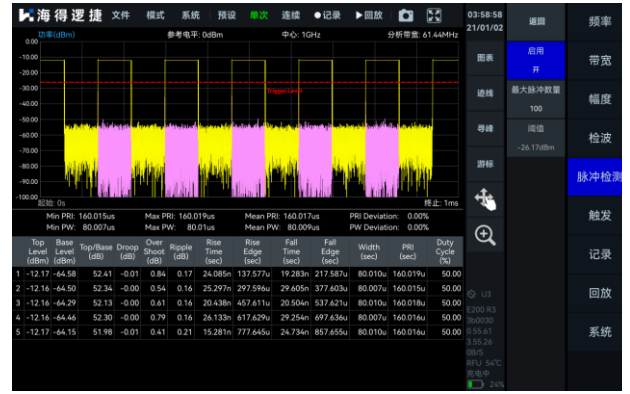 海得逻捷 文件 模式 系统 预设 单次 连续 ●记录 ▶回放
03:58:58
21/01/02
返回
频率
功率(dBm) 参考电平: 0dBm 中心: 1GHz 分析带宽: 61.44MHz
0.00
-10.00
-20.00
-30.00
-40.00
-50.00
-60.00
-70.00
-80.00
-90.00
-100.00
Trigger Level
起始: 0s 终止: 1ms
图表
迹线
寻峰
游标
启用
开
最大脉冲数量
100
阈值
-26.17dBm
带宽
幅度
检波
脉冲检测
触发
记录
回放
系统
Min PRI: 160.015us Max PRI: 160.019us Mean PRI: 160.017us PRI Deviation: 0.00%
Min PW: 80.007us Max PW: 80.01us Mean PW: 80.009us PW Deviation: 0.00%
Top Level (dBm) Base Level (dBm) Top/Base (dB) Droop (dB) Over Shoot (dB) Ripple (dB) Rise Time (sec) Rise Edge (sec) Fall Time (sec) Fall Edge (sec) Width (sec) PRI (sec) Duty Cycle (%)
1 -12.17 -64.58 52.41 -0.01 0.84 0.17 24.085n 137.577u 19.283n 217.587u 80.010u 160.019u 50.00
2 -12.16 -64.50 52.34 -0.00 0.54 0.16 25.297n 297.596u 29.605n 377.603u 80.007u 160.015u 50.00
3 -12.16 -64.29 52.13 -0.00 0.61 0.16 20.438n 457.611u 20.504n 537.621u 80.010u 160.018u 50.00
4 -12.16 -64.46 52.30 -0.00 0.79 0.16 26.133n 617.629u 29.254n 697.636u 80.007u 160.016u 50.00
5 -12.17 -64.15 51.98 -0.01 0.41 0.21 15.281n 777.645u 24.734n 857.655u 80.010u 160.016u 50.00
U3
E200 R3
3b0030
0.55.61
3.55.26
0B/S
RFU 54°C
充电中
24%